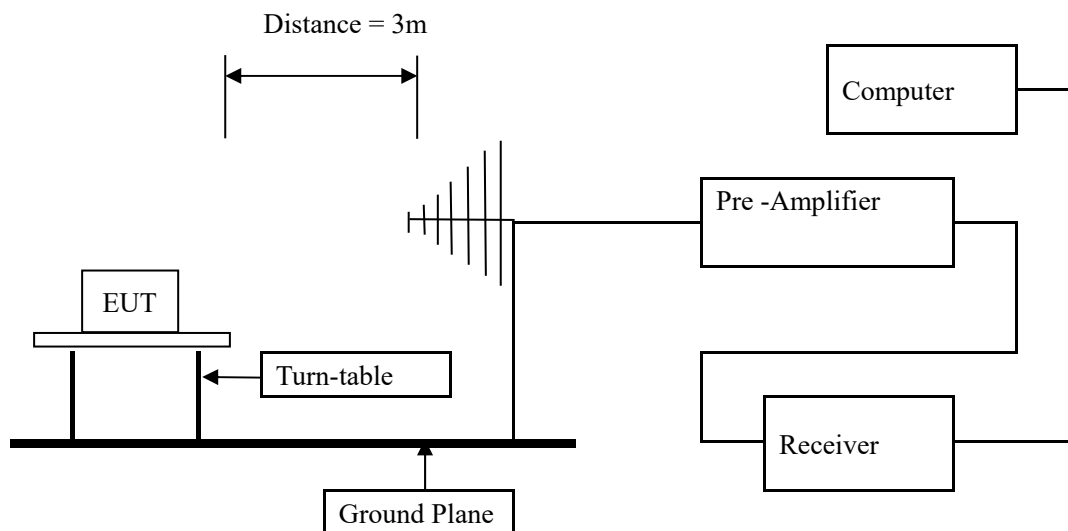 Distance = 3m
Computer
Pre -Amplifier
EUT
Turn-table
Receiver
Ground Plane